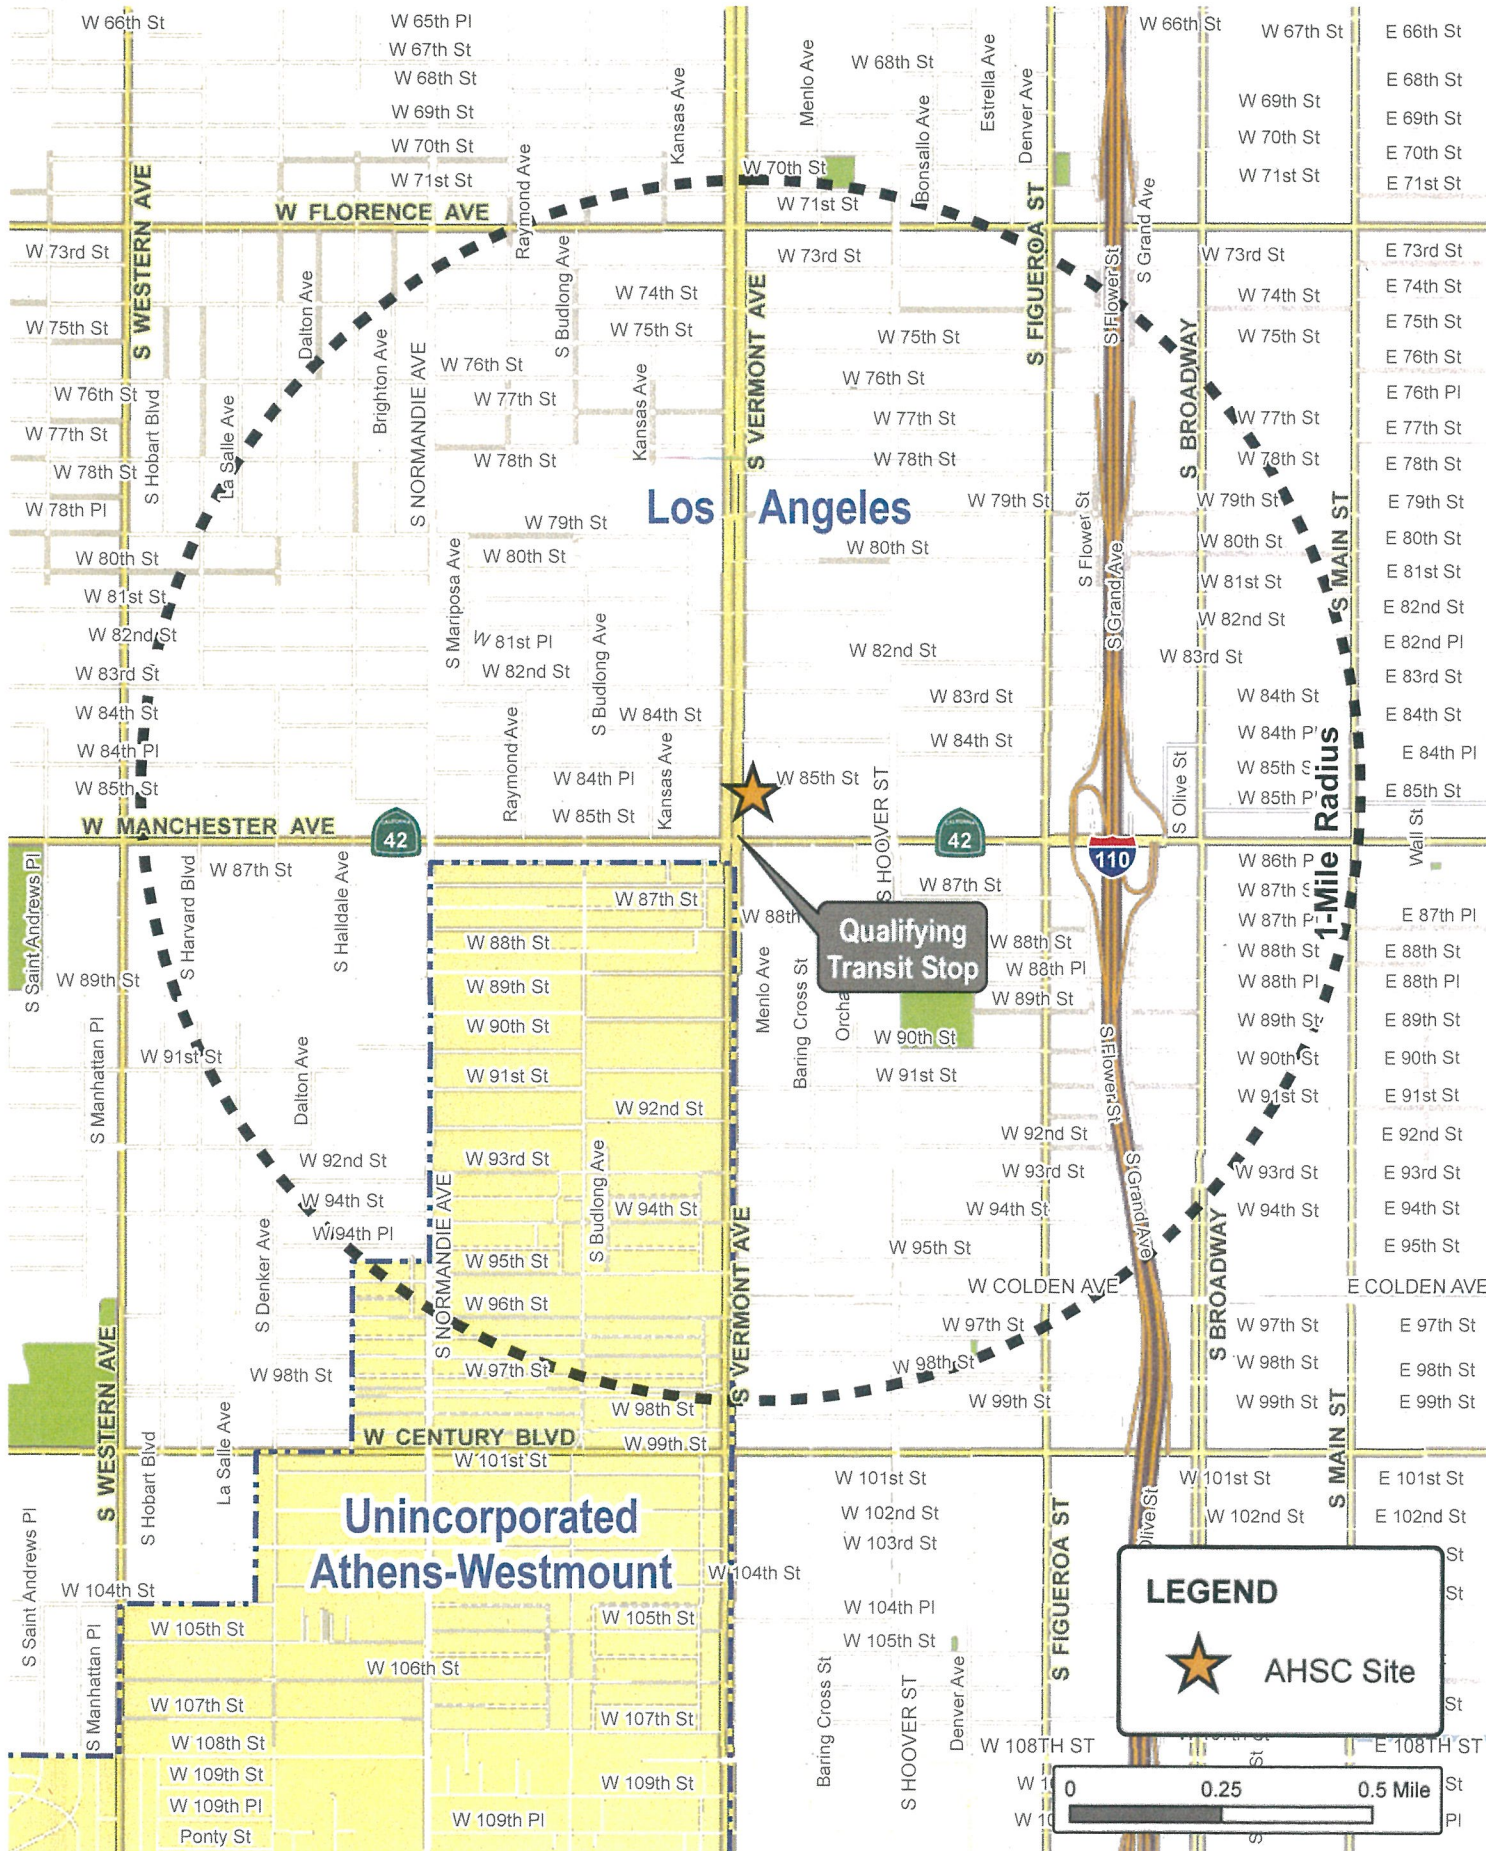 W 66th St
W 65th Pl
W 67th St
W 68th St
W 69th St
W 70th St
W 71st St
Raymond Ave
Kansas Ave
Menlo Ave
W 68th St
Bonsallo Ave
Estrella Ave
Denver Ave
W 66th St
W 67th St
W 69th St
W 70th St
W 71st St
E 66th St
E 68th St
E 69th St
E 70th St
E 71st St
S WESTERN AVE
W FLORENCE AVE
W 70th St
W 71st St
S FIGUEROA ST
S Grand Ave
W 73rd St
W 75th St
W 76th St
W 77th St
W 78th St
W 78th Pl
W 80th St
W 81st St
W 82nd St
W 83rd St
W 84th St
W 84th Pl
W 85th St
S Hobart Blvd
La Salle Ave
Dalton Ave
Brighton Ave
S NORMANDIE AVE
S Budlong Ave
W 74th St
W 75th St
W 76th St
W 77th St
Kansas Ave
W 78th St
W 79th St
W 80th St
S VERMONT AVE
W 73rd St
W 75th St
W 76th St
W 77th St
W 78th St
W 79th St
W 80th St
Los Angeles
S Flower St
S BROADWAY
W 73rd St
W 74th St
W 75th St
W 77th St
W 78th St
W 79th St
W 80th St
W 81st St
W 82nd St
W 83rd St
W 84th St
S MAIN ST
E 73rd St
E 74th St
E 75th St
E 76th St
E 76th Pl
E 77th St
E 78th St
E 79th St
E 80th St
E 81st St
E 82nd St
E 82nd Pl
E 83rd St
E 84th St
E 84th Pl
E 85th St
S Mariposa Ave
W 81st Pl
W 82nd St
S Budlong Ave
W 84th St
Raymond Ave
W 84th Pl
W 85th St
Kansas Ave
W 82nd St
W 83rd St
W 84th St
W 85th St
S HOOVER ST
S Flower St
S Grand Ave
S Olive St
1-Mile Radius
Wall St
W MANCHESTER AVE
42
42
110
S Saint Andrews Pl
S Harvard Blvd
W 87th St
S Halldale Ave
W 89th St
S Manhattan Pl
W 91st St
Dalton Ave
W 92nd St
W 94th St
W 94th Pl
S Denker Ave
W 98th St
W 87th St
W 88th St
W 89th St
W 90th St
W 91st St
W 92nd St
W 93rd St
W 94th St
W 95th St
W 96th St
W 97th St
W 98th St
W 99th St
S Budlong Ave
S NORMANDIE AVE
S VERMONT AVE
W 88th
Qualifying
Transit Stop
Menlo Ave
Baring Cross St
W 87th St
W 88th St
W 88th Pl
W 89th St
W 90th St
W 91st St
W 92nd St
W 93rd St
W 94th St
W 95th St
W COLDEN AVE
W 97th St
W 98th St
W 99th St
S Flower St
S Grand Ave
W 88th St
W 88th Pl
W 89th St
W 90th St
W 91st St
W 93rd St
W 94th St
S BROADWAY
W 97th St
W 98th St
W 99th St
E 87th Pl
E 88th St
E 88th Pl
E 89th St
E 90th St
E 91st St
E 92nd St
E 93rd St
E 94th St
E 95th St
E COLDEN AVE
E 97th St
E 98th St
E 99th St
S MAIN ST
S WESTERN AVE
S Hobart Blvd
La Salle Ave
W CENTURY BLVD
W 101st St
Unincorporated
Athens-Westmount
S Saint Andrews Pl
W 104th St
S Manhattan Pl
W 105th St
W 106th St
W 107th St
W 108th St
W 109th St
W 109th Pl
Ponty St
W 105th St
W 107th St
W 109th St
W 109th Pl
W 101st St
W 102nd St
W 103rd St
W 104th St
W 104th Pl
W 105th St
Baring Cross St
S HOOVER ST
Denver Ave
S FIGUEROA ST
W 101st St
W 102nd St
E 101st St
E 102nd St
W 108TH ST
E 108TH ST
LEGEND
AHSC Site
0 0.25 0.5 Mile